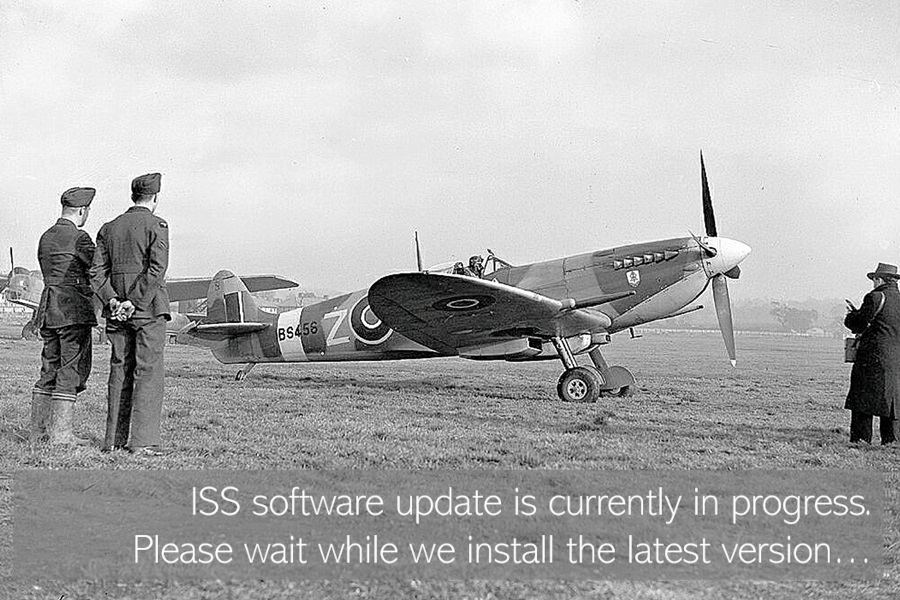 BS456 Z
ISS software update is currently in progress.
Please wait while we install the latest version...